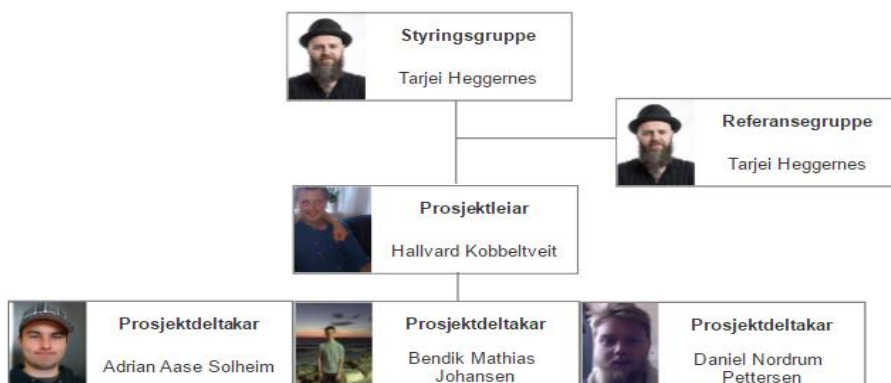 Styringsgruppe
Tarjei Heggernes
Referansegruppe
Tarjei Heggernes
Prosjektleiar
Hallvard Kobbeltveit
Prosjektdeltakar
Adrian Aase Solheim
Prosjektdeltakar
Bendik Mathias
Johansen
Prosjektdeltakar
Daniel Nordrum
Pettersen